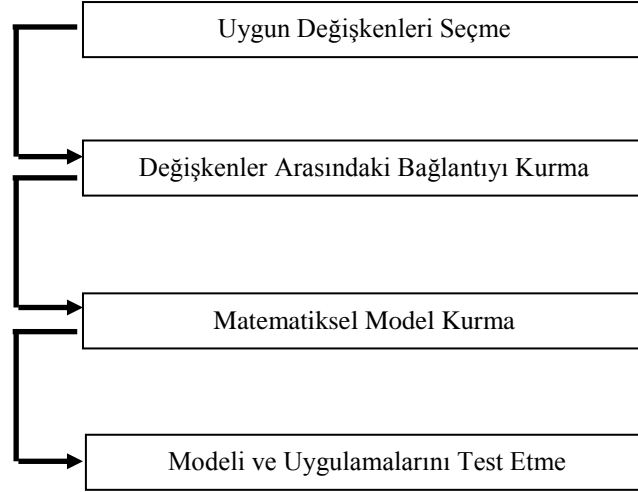 Uygun Değişkenleri Seçme
Değişkenler Arasındaki Bağlantıyı Kurma
Matematiksel Model Kurma
Modeli ve Uygulamalarını Test Etme